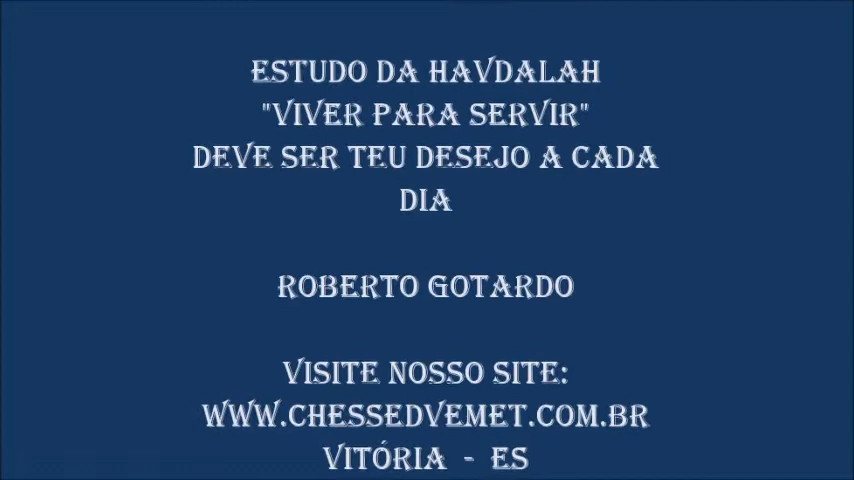 ESTUDO DA HAVDALAH
"VIVER PARA SERVIR"
DEVE SER TEU DESEJO A CADA
DIA
ROBERTO GOTARDO
VISITE NOSSO SITE:
WWW.CHESSEDVEMET.COM.BR
VITÓRIA - ES